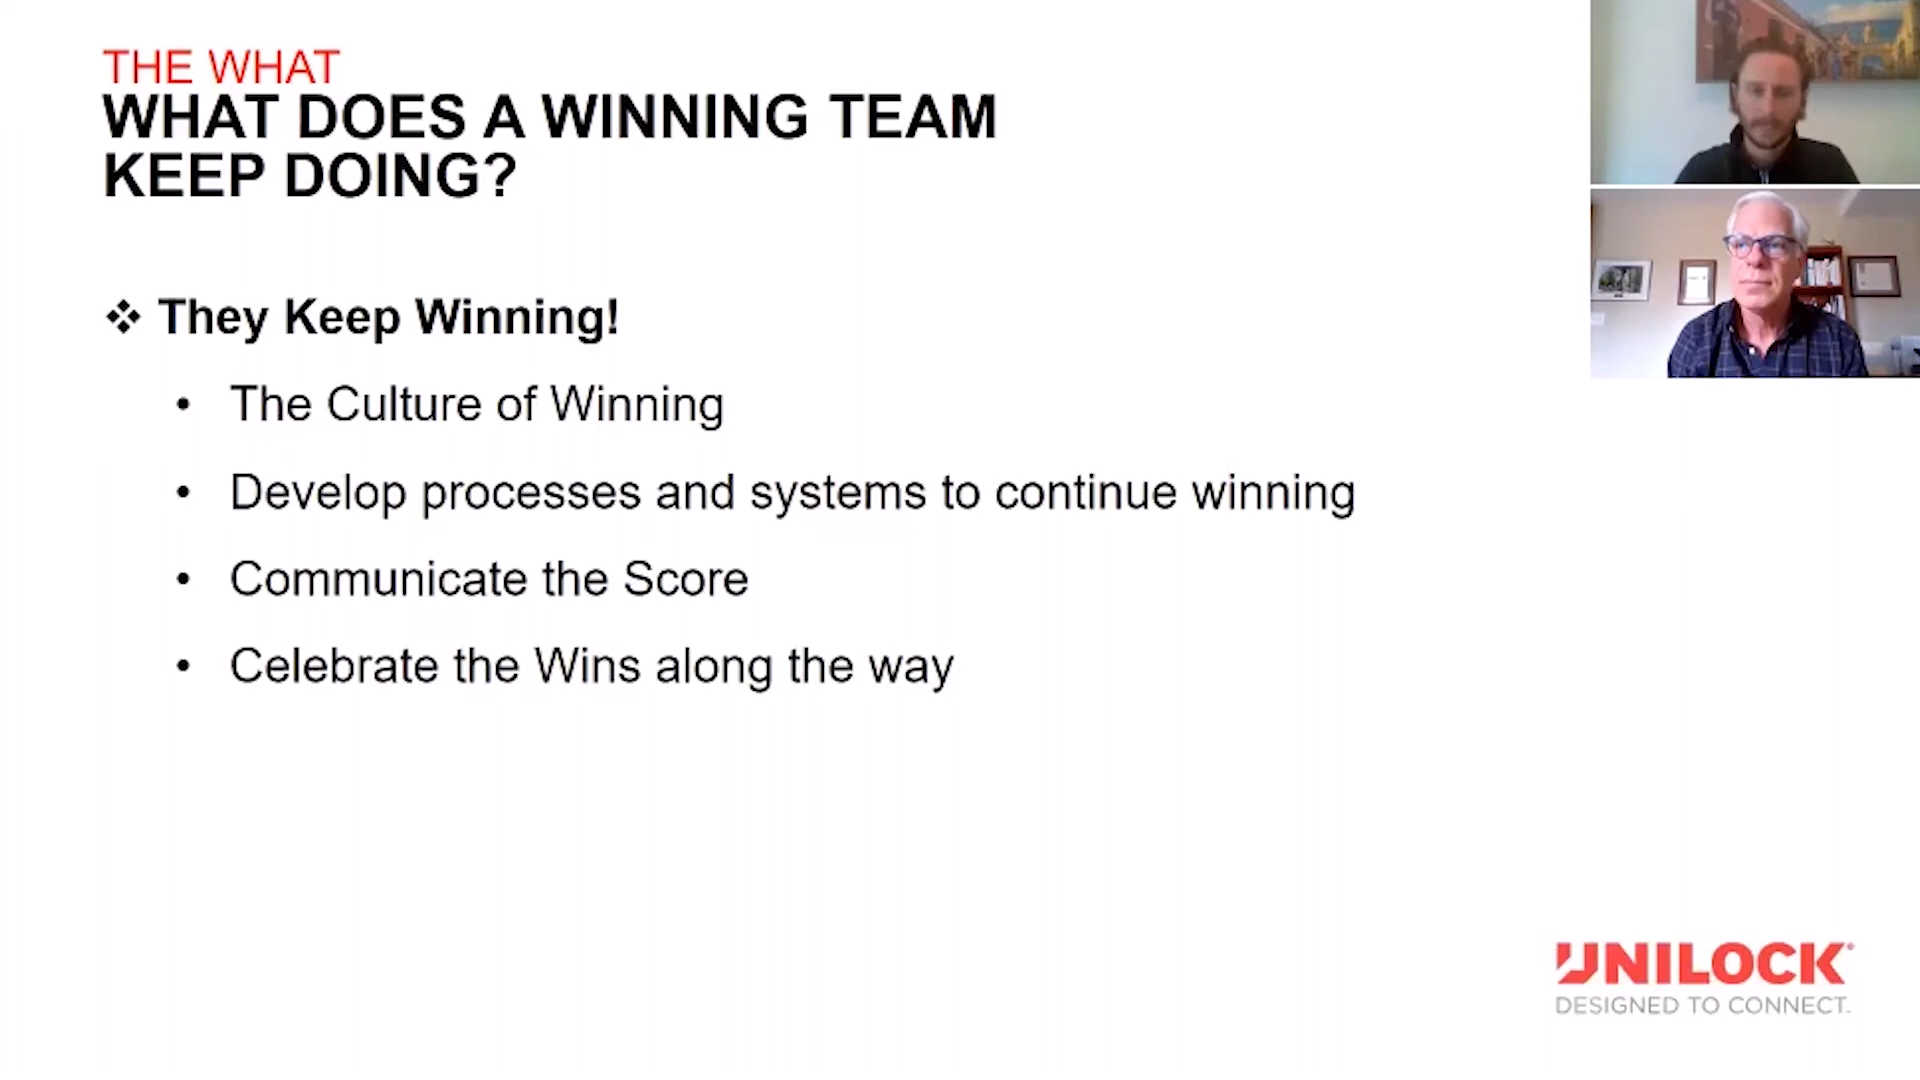 THE WHAT
WHAT DOES A WINNING TEAM
KEEP DOING?
❖ They Keep Winning!
• The Culture of Winning
• Develop processes and systems to continue winning
• Communicate the Score
• Celebrate the Wins along the way
UNILOCK®
DESIGNED TO CONNECT.